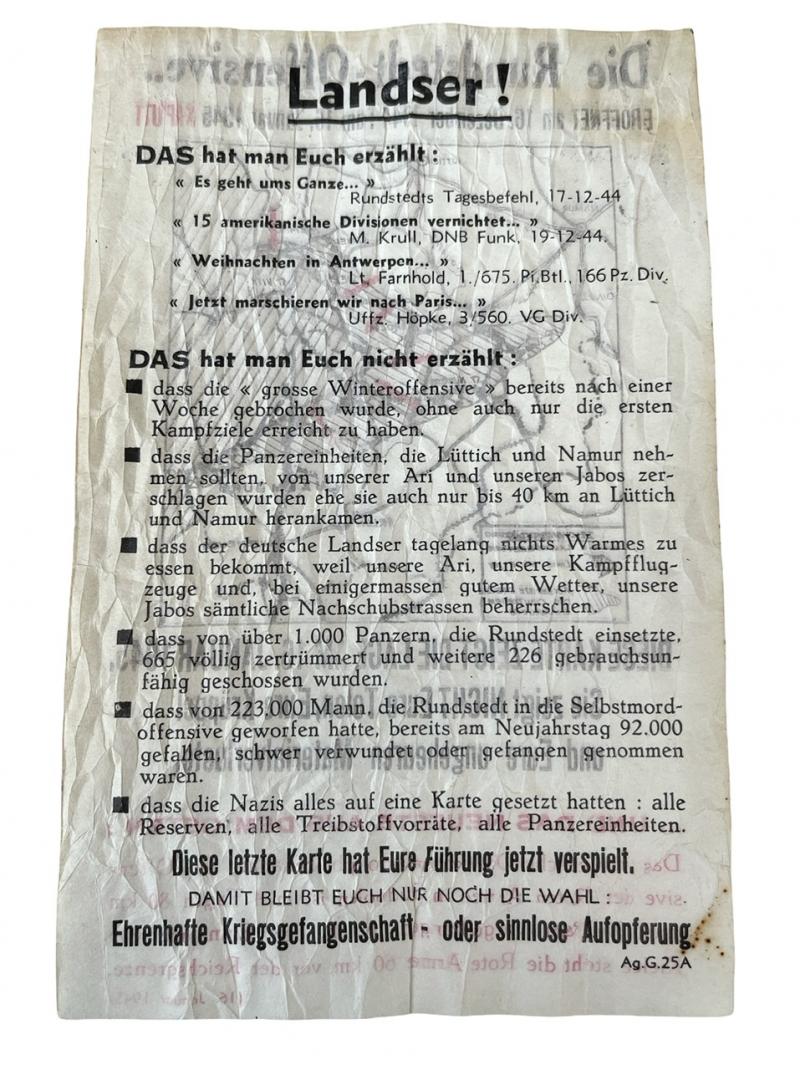 Landser !
DAS hat man Euch erzählt :
« Es geht ums Ganze... »
Rundstedts Tagesbefehl, 17-12-44
« 15 amerikanische Divisionen vernichtet... »
M. Krull, DNB Funk, 19-12-44.
« Weihnachten in Antwerpen... »
Lt. Farnhold, 1./675. Pi.Btl., 166 Pz. Div.
« Jetzt marschieren wir nach Paris... »
Uffz. Höpke, 3/560. VG Div.
DAS hat man Euch nicht erzählt :
■ dass die « grosse Winteroffensive » bereits nach einer
Woche gebrochen wurde, ohne auch nur die ersten
Kampfziele erreicht zu haben.
■ dass die Panzereinheiten, die Lüttich und Namur neh-
men sollten, von unserer Ari und unseren Jabos zer-
schlagen wurden ehe sie auch nur bis 40 km an Lüttich
und Namur herankamen.
■ dass der deutsche Landser tagelang nichts Warmes zu
essen bekommt, weil unsere Ari, unsere Kampfflug-
zeuge und, bei einigermassen gutem Wetter, unsere
Jabos sämtliche Nachschubstrassen beherrschen.
■ dass von über 1.000 Panzern, die Rundstedt einsetzte,
665 völlig zertrümmert und weitere 226 gebrauchsun-
fähig geschossen wurden.
■ dass von 223.000 Mann, die Rundstedt in die Selbstmord-
offensive geworfen hatte, bereits am Neujahrstag 92.000
gefallen, schwer verwundet oder gefangen genommen
waren.
■ dass die Nazis alles auf eine Karte gesetzt hatten : alle
Reserven, alle Treibstoffvorräte, alle Panzereinheiten.
Diese letzte Karte hat Eure Führung jetzt verspielt.
DAMIT BLEIBT EUCH NUR NOCH DIE WAHL :
Ehrenhafte Kriegsgefangenschaft - oder sinnlose Aufopferung.
Ag.G.25A